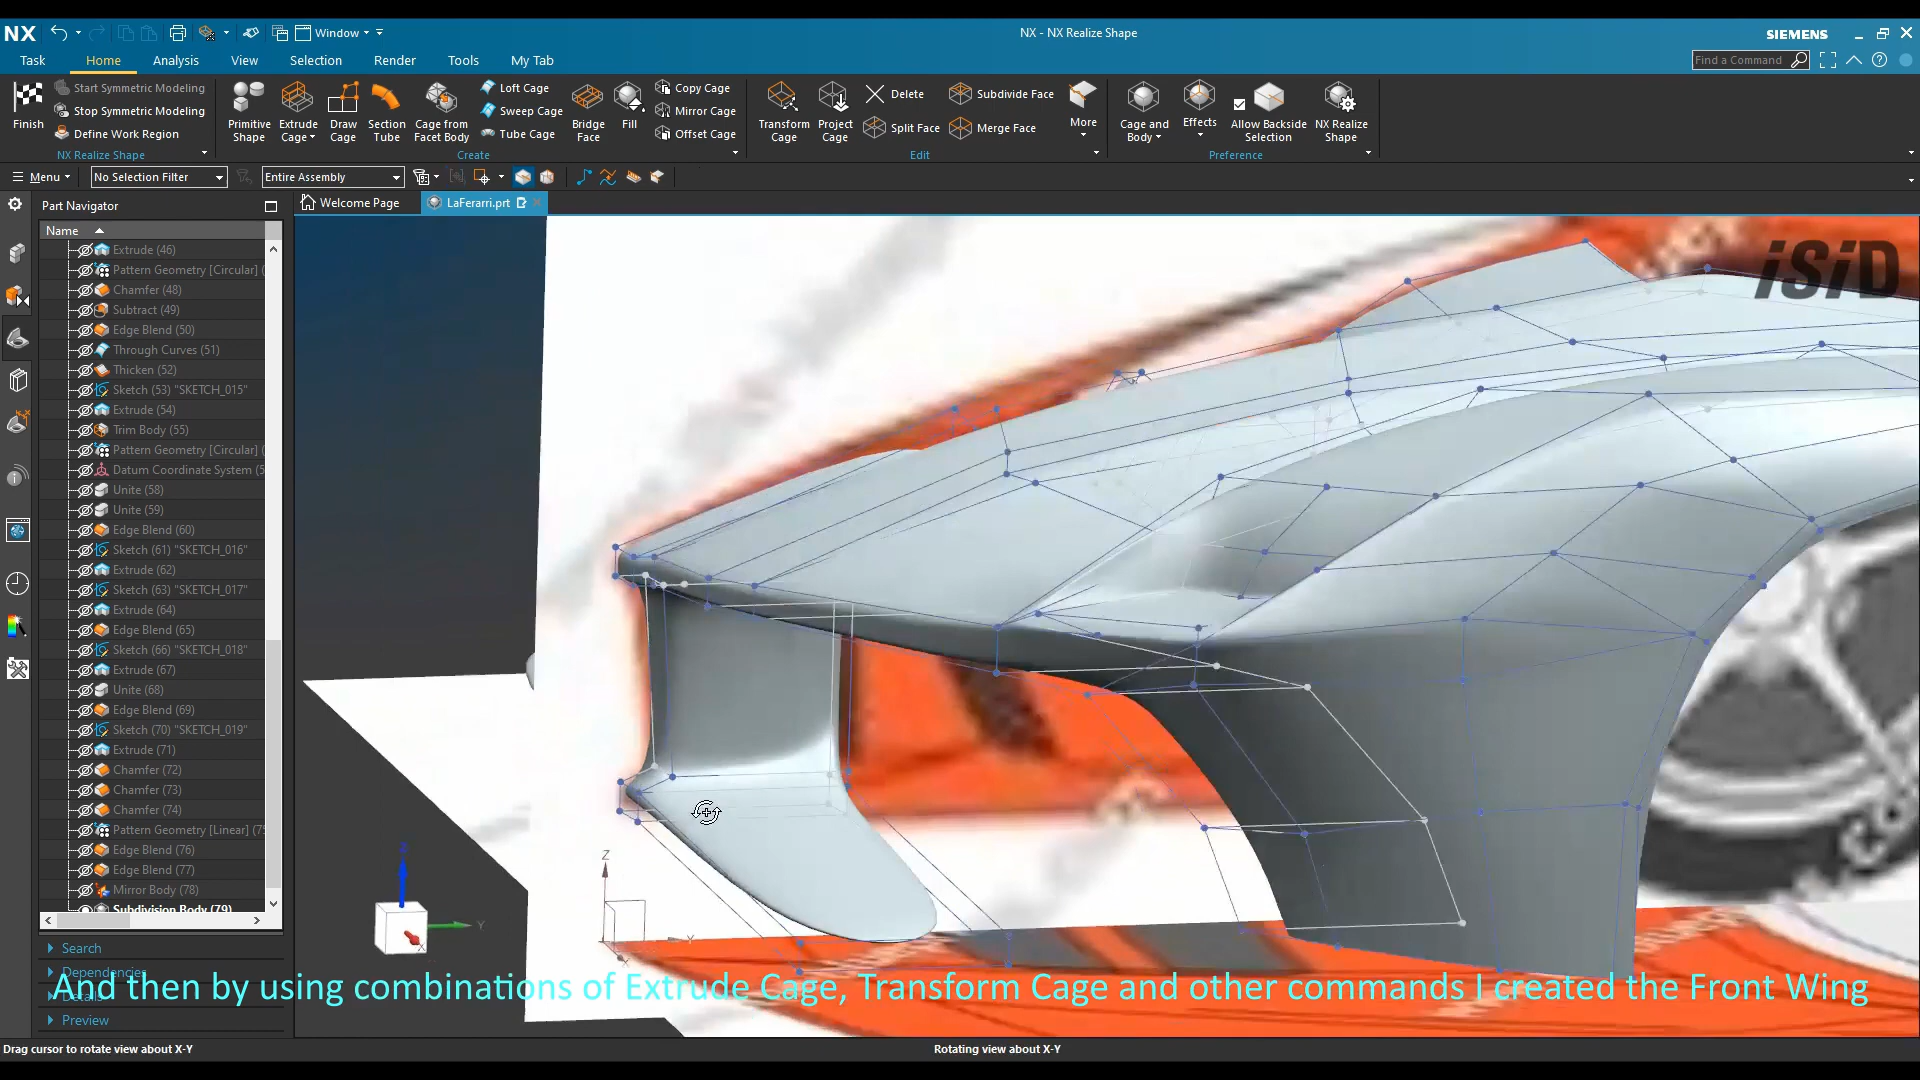 NX
Window
NX - NX Realize Shape
SIEMENS
Task
Home
Analysis
View
Selection
Render
Tools
My Tab
Find a Command
Start Symmetric Modeling
Stop Symmetric Modeling
Define Work Region
Finish
NX Realize Shape
Primitive Shape
Extrude Cage
Draw Cage
Section Tube
Cage from Facet Body
Loft Cage
Sweep Cage
Tube Cage
Bridge Face
Fill
Copy Cage
Mirror Cage
Offset Cage
Create
Transform Cage
Project Cage
Delete
Split Face
Subdivide Face
Merge Face
More
Edit
Cage and Body
Effects
Allow Backside Selection
NX Realize Shape
Preference
Menu
No Selection Filter
Entire Assembly
Part Navigator
Welcome Page
LaFerarri.prt
Name
Extrude (46)
Pattern Geometry [Circular] (
Chamfer (48)
Subtract (49)
Edge Blend (50)
Through Curves (51)
Thicken (52)
Sketch (53) "SKETCH_015"
Extrude (54)
Trim Body (55)
Pattern Geometry [Circular] (
Datum Coordinate System (5
Unite (58)
Unite (59)
Edge Blend (60)
Sketch (61) "SKETCH_016"
Extrude (62)
Sketch (63) "SKETCH_017"
Extrude (64)
Edge Blend (65)
Sketch (66) "SKETCH_018"
Extrude (67)
Unite (68)
Edge Blend (69)
Sketch (70) "SKETCH_019"
Extrude (71)
Chamfer (72)
Chamfer (73)
Chamfer (74)
Pattern Geometry [Linear] (75
Edge Blend (76)
Edge Blend (77)
Mirror Body (78)
Subdivision Body (79)
Search
Dependencies
Details
Preview
iSiD
Z
Y
X
Z
Y
X
And then by using combinations of Extrude Cage, Transform Cage and other commands I created the Front Wing
Drag cursor to rotate view about X-Y
Rotating view about X-Y